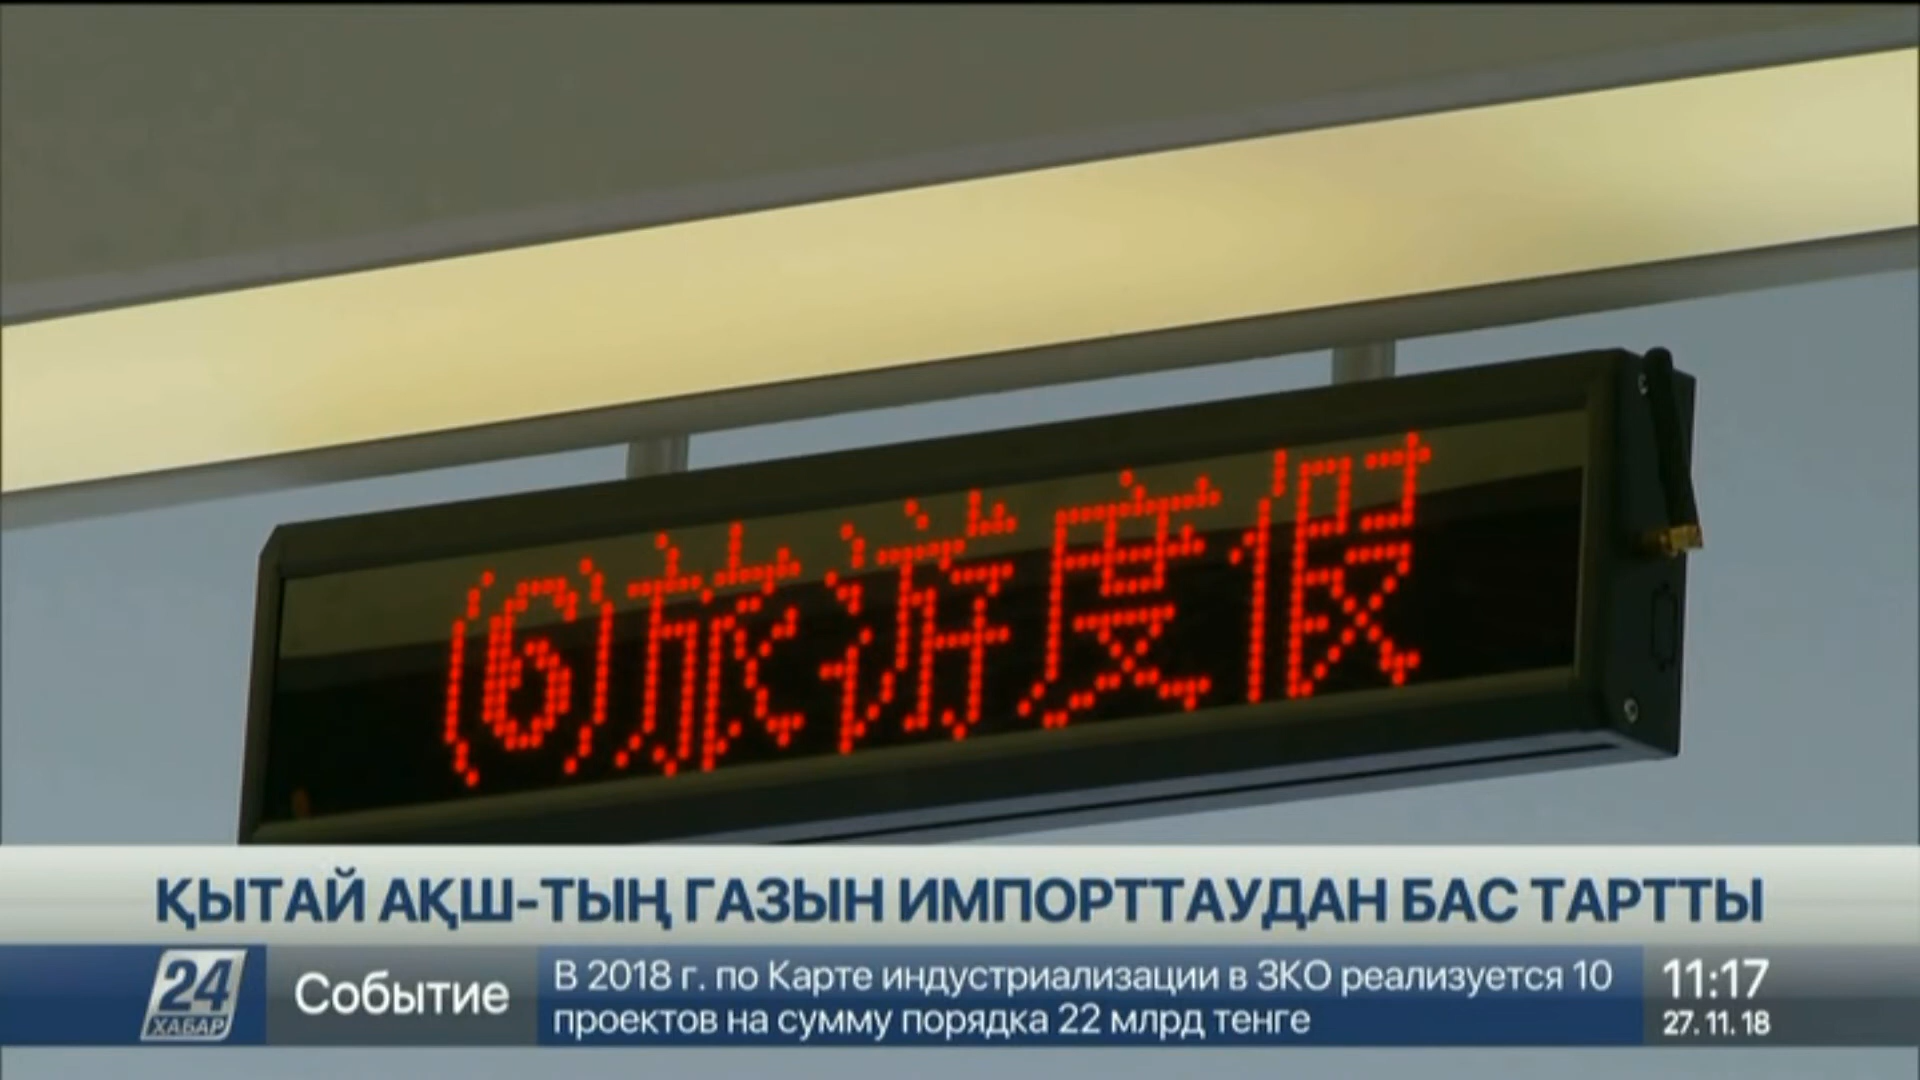 (6)旅游度假
ҚЫТАЙ АҚШ-ТЫҢ ГАЗЫН ИМПОРТТАУДАН БАС ТАРТТЫ
24
ХАБАР
Событие
В 2018 г. по Карте индустриализации в ЗКО реализуется 10
проектов на сумму порядка 22 млрд тенге
11:17
27.11.18